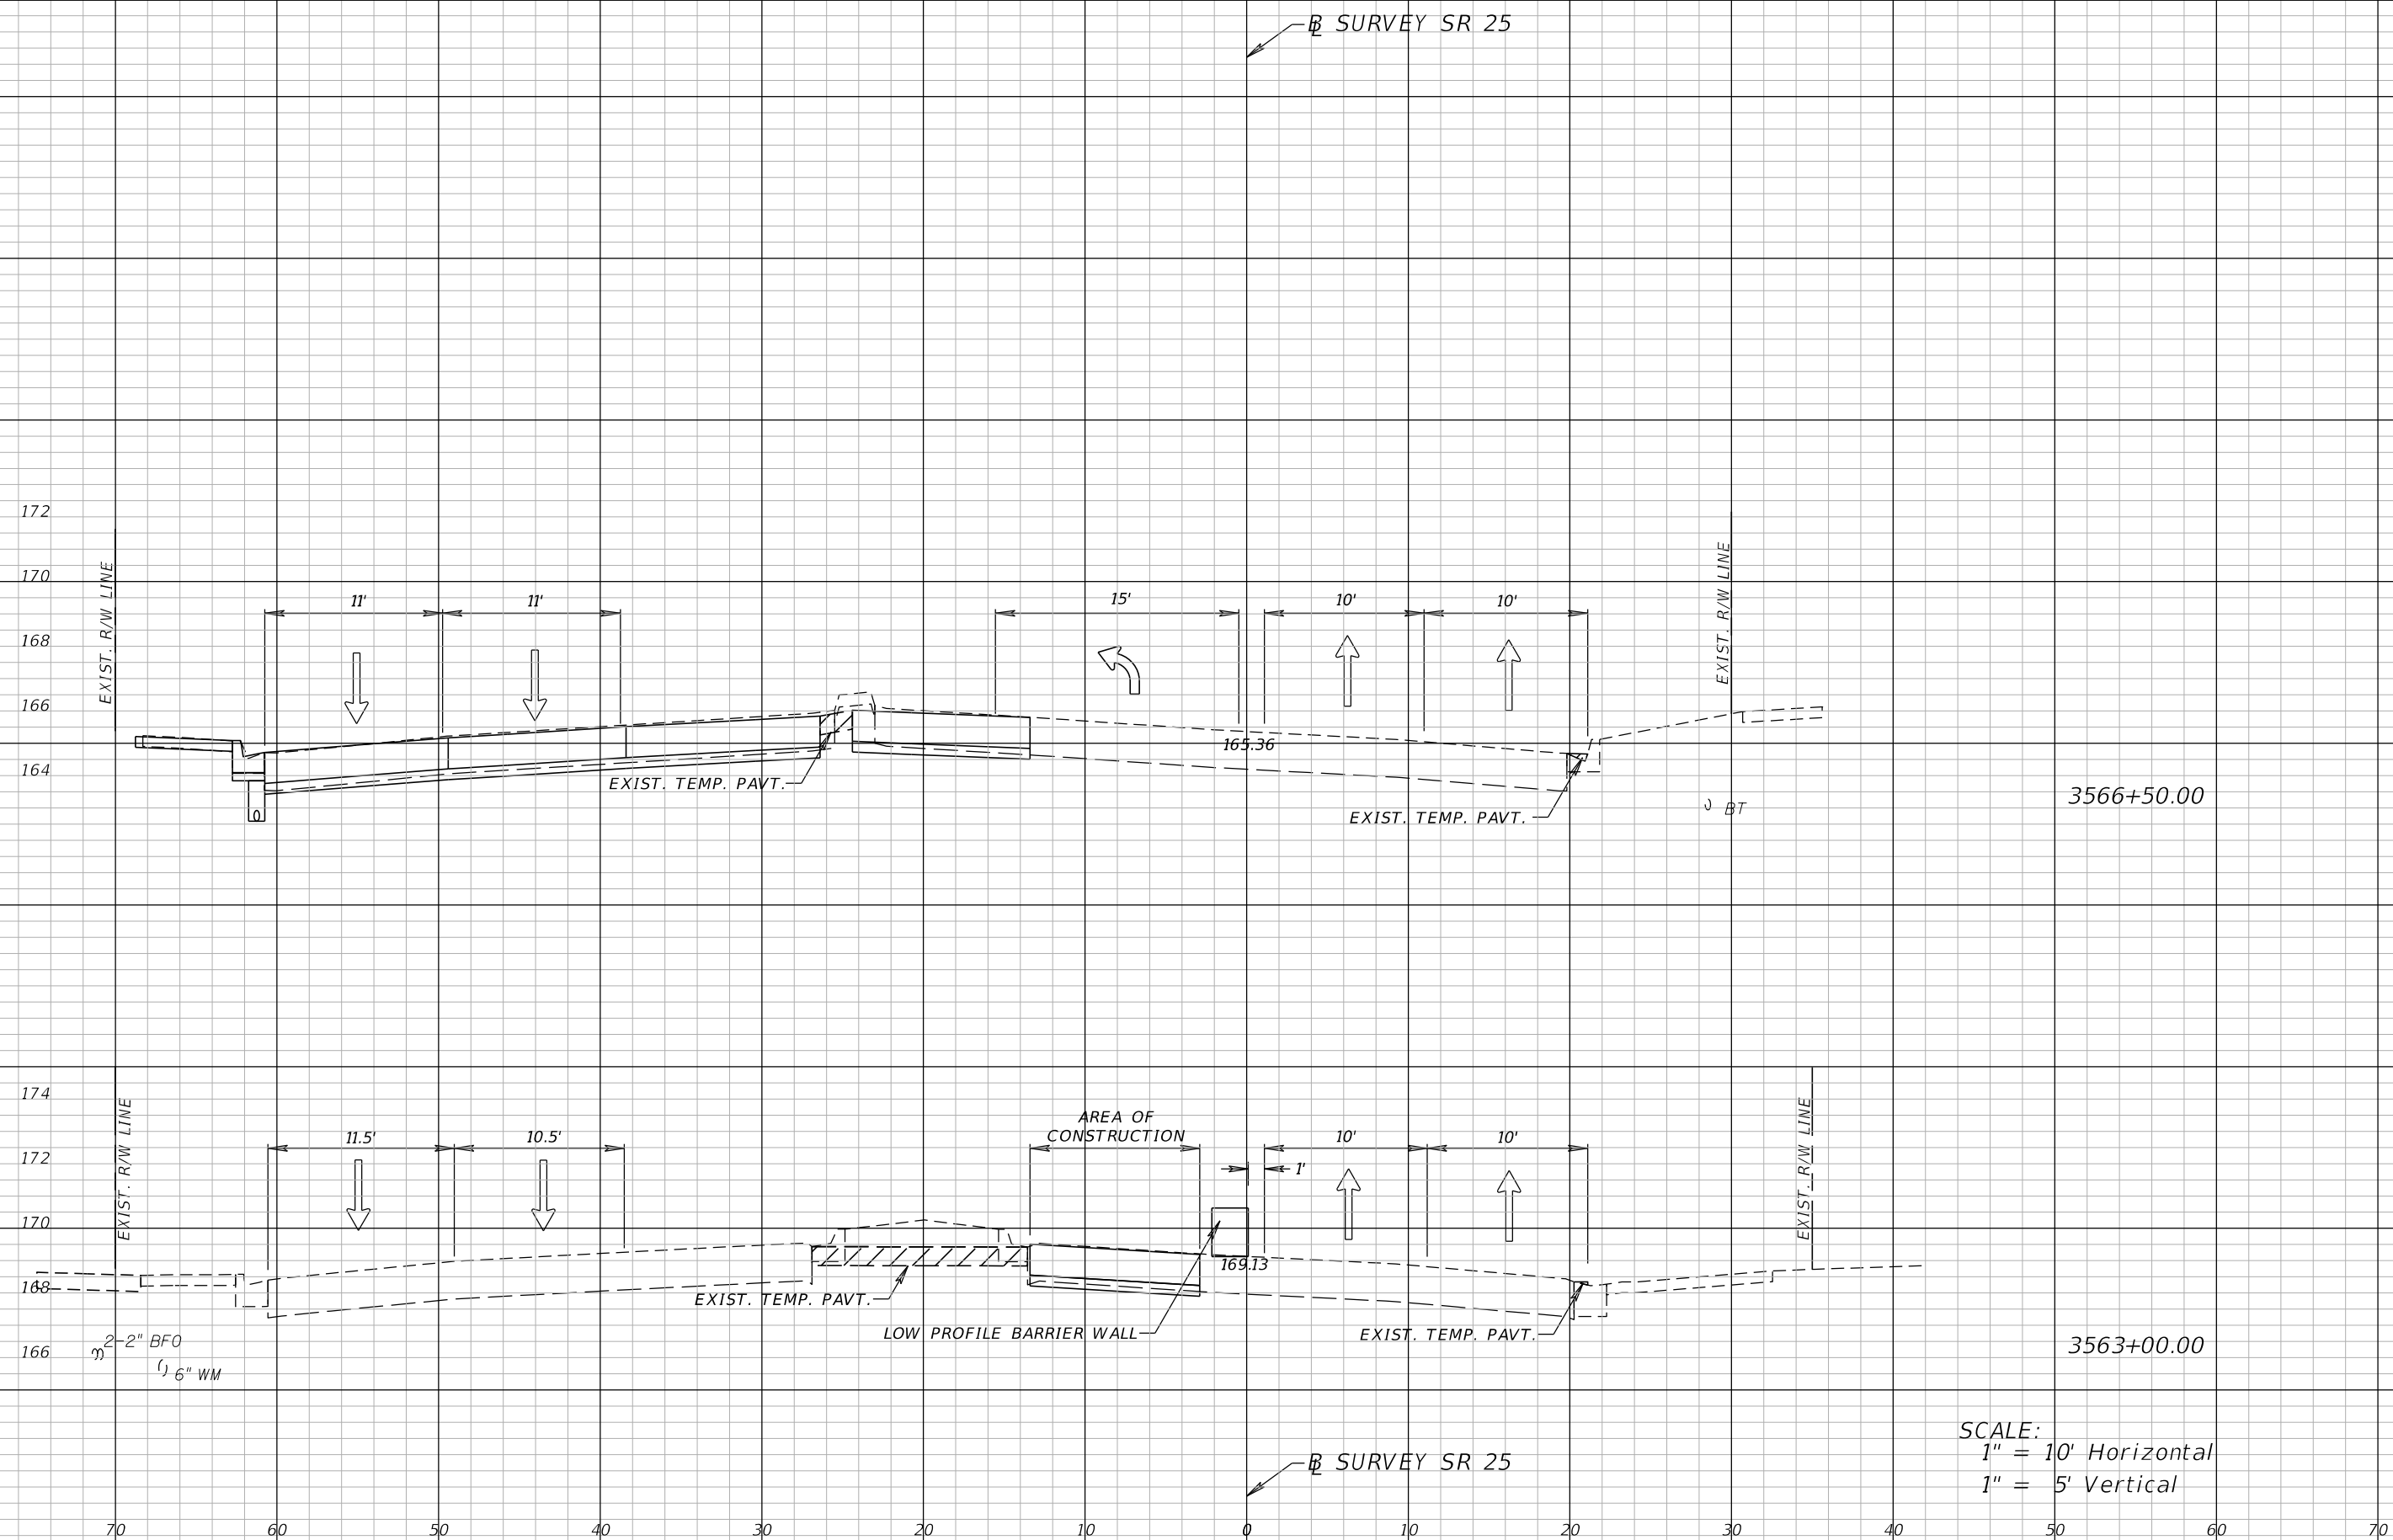 BL SURVEY SR 25
172
170
168
166
164
EXIST. R/W LINE
11'
11'
15'
10'
10'
EXIST. R/W LINE
165.36
EXIST. TEMP. PAVT.
EXIST. TEMP. PAVT.
BT
3566+50.00
174
172
170
168
166
EXIST. R/W LINE
11.5'
10.5'
AREA OF
CONSTRUCTION
10'
10'
1'
EXIST. R/W LINE
169.13
EXIST. TEMP. PAVT.
LOW PROFILE BARRIER WALL
EXIST. TEMP. PAVT.
2-2" BFO
6" WM
3563+00.00
SCALE:
1" = 10' Horizontal
1" = 5' Vertical
BL SURVEY SR 25
70 60 50 40 30 20 10 0 10 20 30 40 50 60 70